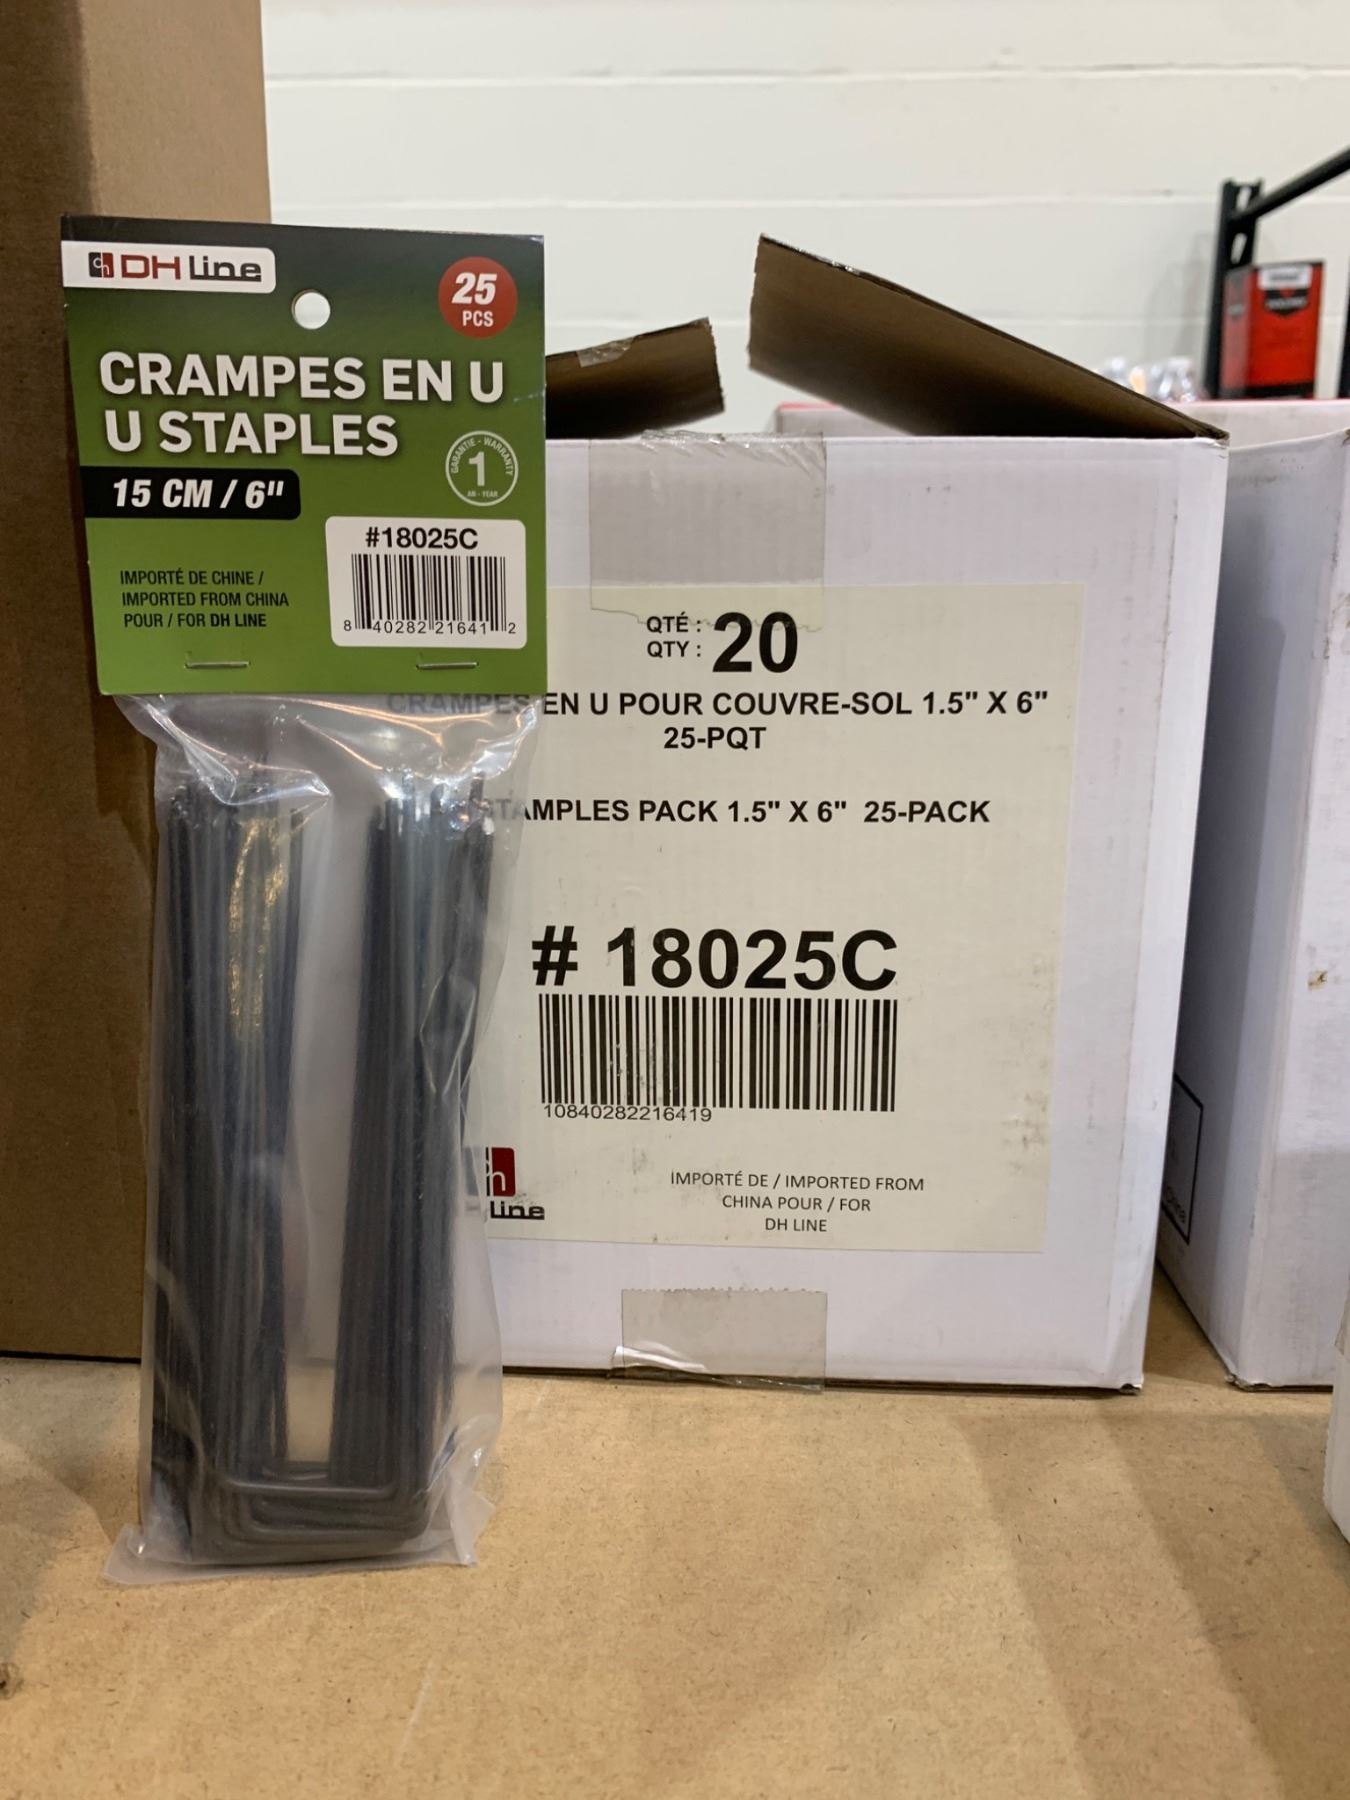 DH Line
25
PCS
CRAMPES EN U
U STAPLES
15 CM / 6"
GARANTIE - WARRANTY
1
AN - YEAR
#18025C
8 40282 21641 2
IMPORTÉ DE CHINE /
IMPORTED FROM CHINA
POUR / FOR DH LINE
QTÉ :
QTY :
20
CRAMPES EN U POUR COUVRE-SOL 1.5" X 6"
25-PQT
TAMPLES PACK 1.5" X 6" 25-PACK
# 18025C
10840282216419
Line
IMPORTÉ DE / IMPORTED FROM
CHINA POUR / FOR
DH LINE